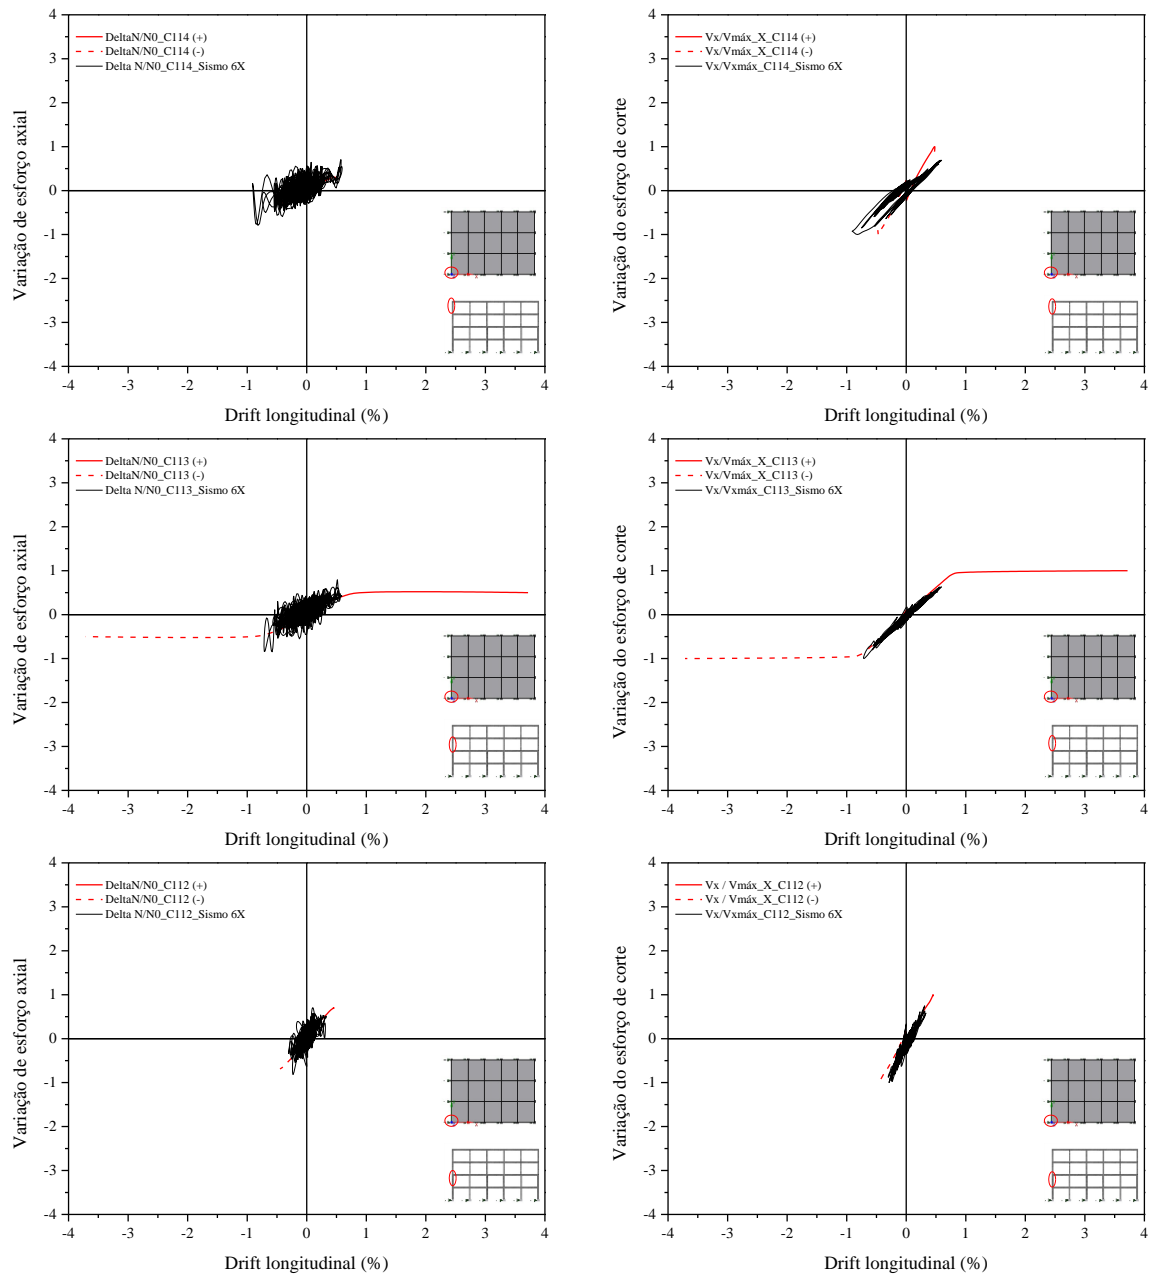 4
3
2
1
0
-1
-2
-3
-4
-4 -3 -2 -1 0 1 2 3 4
Variação de esforço axial
Drift longitudinal (%)
DeltaN/N0_C114 (+)
DeltaN/N0_C114 (-)
Delta N/N0_C114_Sismo 6X
4
3
2
1
0
-1
-2
-3
-4
-4 -3 -2 -1 0 1 2 3 4
Variação do esforço de corte
Drift longitudinal (%)
Vx/Vmáx_X_C114 (+)
Vx/Vmáx_X_C114 (-)
Vx/Vxmáx_C114_Sismo 6X
4
3
2
1
0
-1
-2
-3
-4
-4 -3 -2 -1 0 1 2 3 4
Variação de esforço axial
Drift longitudinal (%)
DeltaN/N0_C113 (+)
DeltaN/N0_C113 (-)
Delta N/N0_C113_Sismo 6X
4
3
2
1
0
-1
-2
-3
-4
-4 -3 -2 -1 0 1 2 3 4
Variação do esforço de corte
Drift longitudinal (%)
Vx/Vmáx_X_C113 (+)
Vx/Vmáx_X_C113 (-)
Vx/Vxmáx_C113_Sismo 6X
4
3
2
1
0
-1
-2
-3
-4
-4 -3 -2 -1 0 1 2 3 4
Variação de esforço axial
Drift longitudinal (%)
DeltaN/N0_C112 (+)
DeltaN/N0_C112 (-)
Delta N/N0_C112_Sismo 6X
4
3
2
1
0
-1
-2
-3
-4
-4 -3 -2 -1 0 1 2 3 4
Variação do esforço de corte
Drift longitudinal (%)
Vx / Vmáx_X_C112 (+)
Vx / Vmáx_X_C112 (-)
Vx/Vxmáx_C112_Sismo 6X